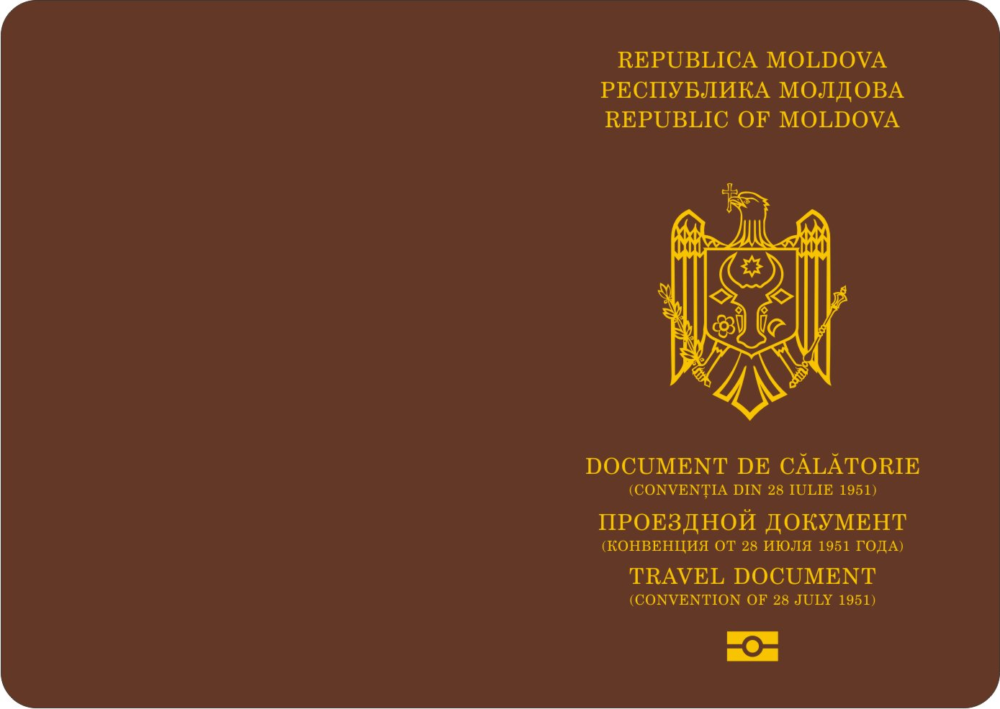 REPUBLICA MOLDOVA
РЕСПУБЛИКА МОЛДОВА
REPUBLIC OF MOLDOVA
DOCUMENT DE CĂLĂTORIE
(CONVENȚIA DIN 28 IULIE 1951)
ПРОЕЗДНОЙ ДОКУМЕНТ
(КОНВЕНЦИЯ ОТ 28 ИЮЛЯ 1951 ГОДА)
TRAVEL DOCUMENT
(CONVENTION OF 28 JULY 1951)